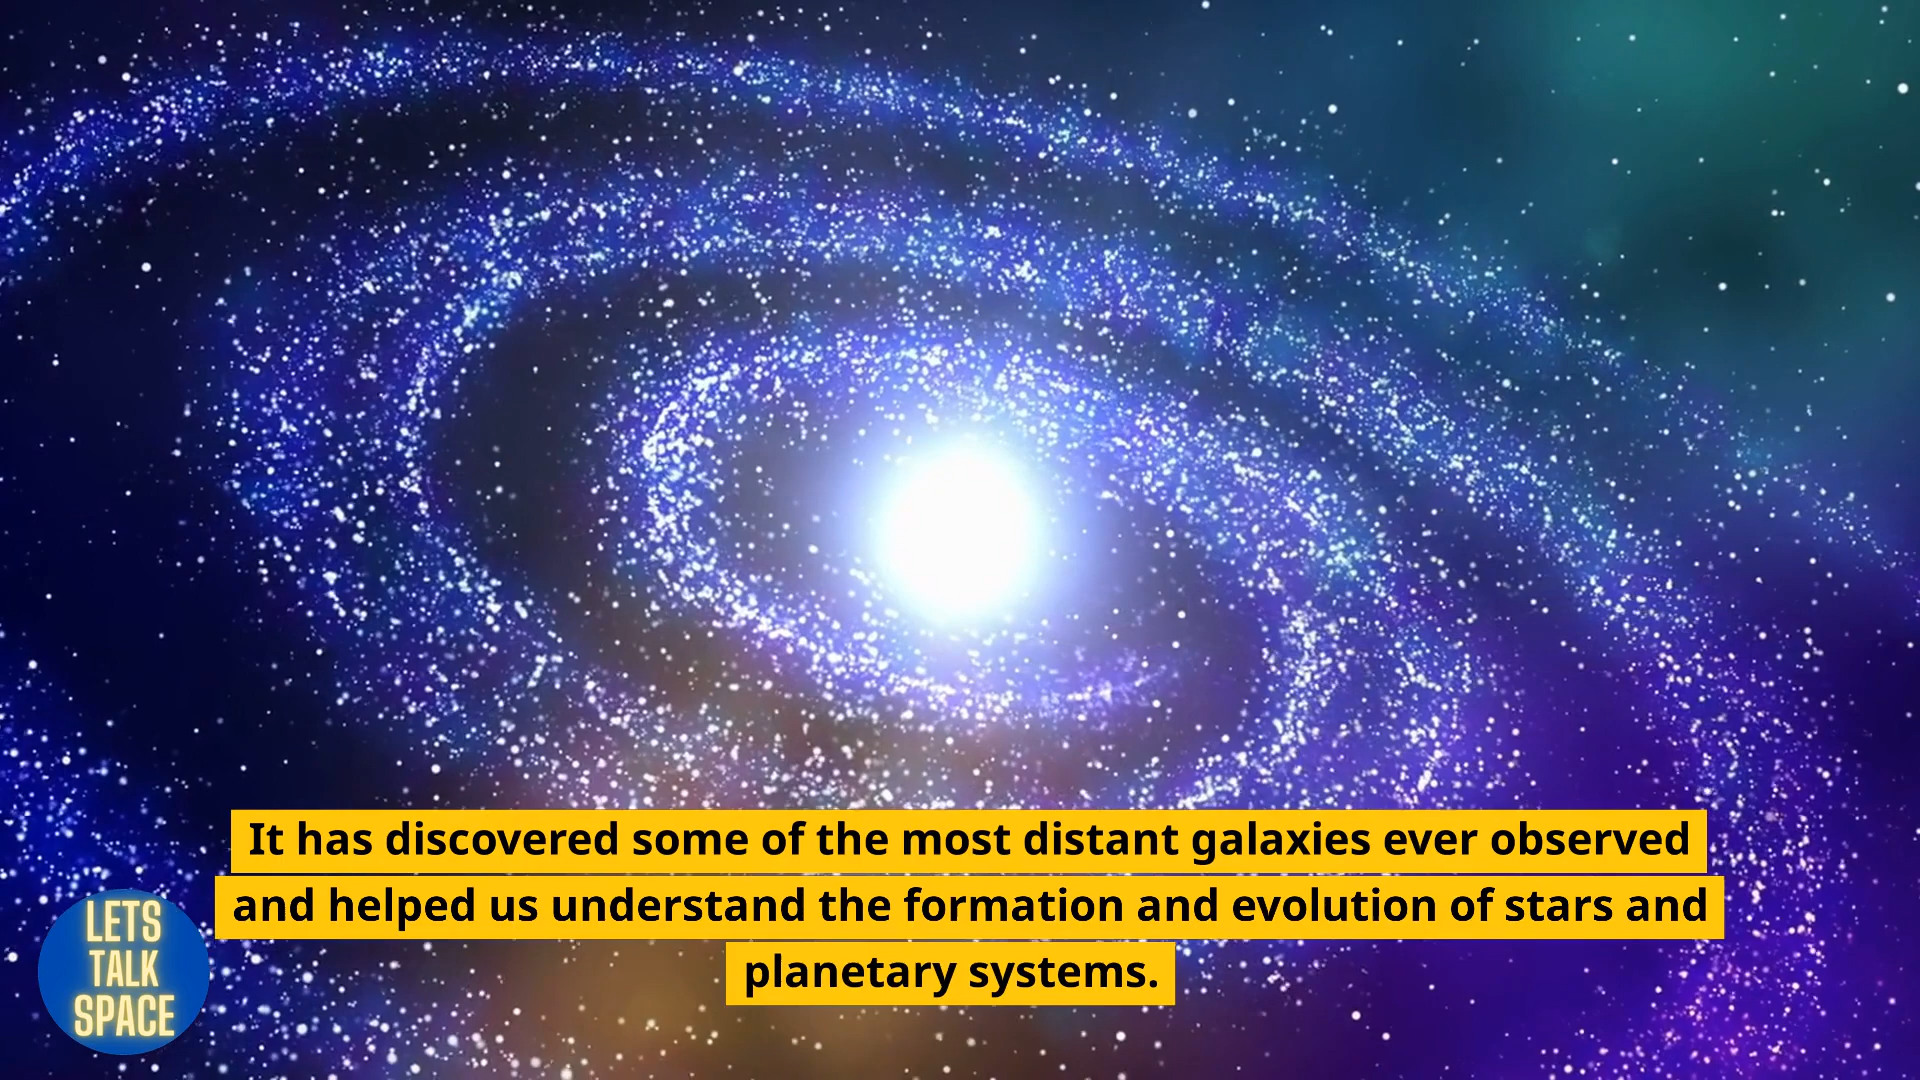 It has discovered some of the most distant galaxies ever observed
and helped us understand the formation and evolution of stars and
planetary systems.
LETS
TALK
SPACE